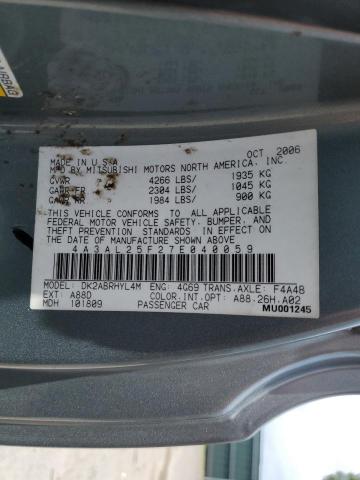 OCT 2006
MADE IN U.S.A
MFD BY MITSUBISHI MOTORS NORTH AMERICA, INC.
GVWR 4266 LBS/ 1935 KG
GAWR FR 2304 LBS/ 1045 KG
GAWR RR 1984 LBS/ 900 KG
THIS VEHICLE CONFORMS TO ALL APPLICABLE
FEDERAL MOTOR VEHICLE SAFETY, BUMPER, AND
THEFT PREVENTION STANDARDS IN EFFECT ON
THE DATE OF MANUFACTURE SHOWN ABOVE.
4A3AL25F27E040059
MODEL: DK2ABRHYL4M ENG: 4G69 TRANS.AXLE: F4A4B
EXT: A88D COLOR.INT.OPT: A88.26H.A02
MDH 101809 PASSENGER CAR
MU001245